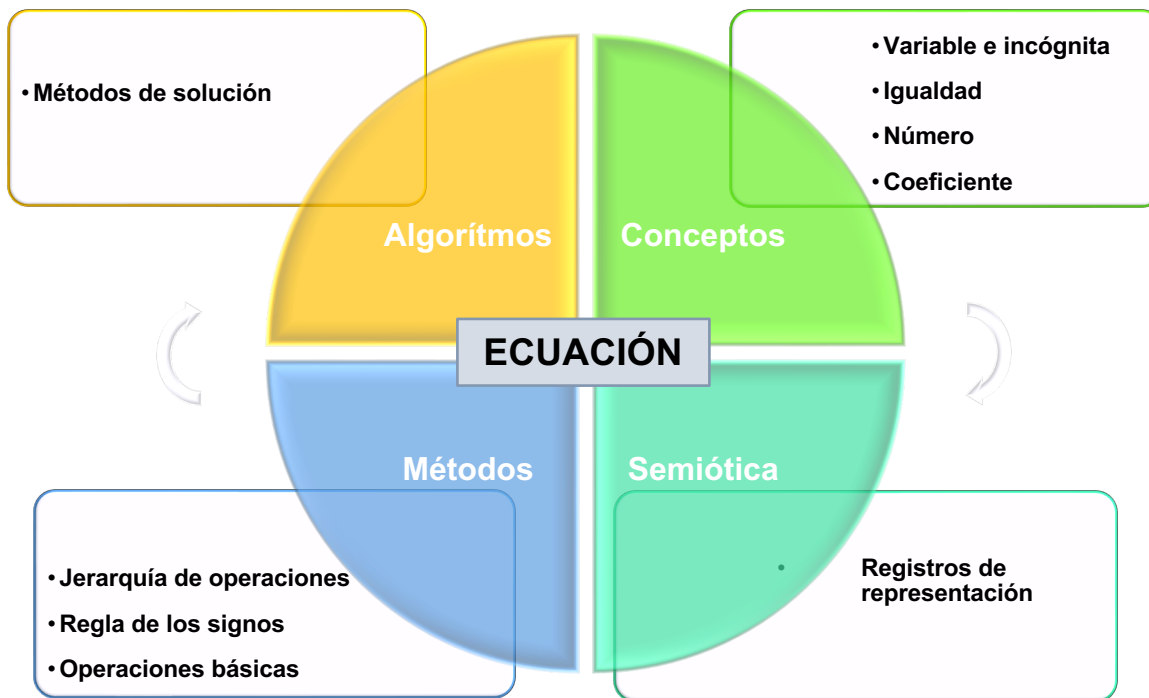 • Métodos de solución
• Variable e incógnita
• Igualdad
• Número
• Coeficiente
Algorítmos
Conceptos
ECUACIÓN
Métodos
Semiótica
• Jerarquía de operaciones
• Regla de los signos
• Operaciones básicas
• Registros de
representación